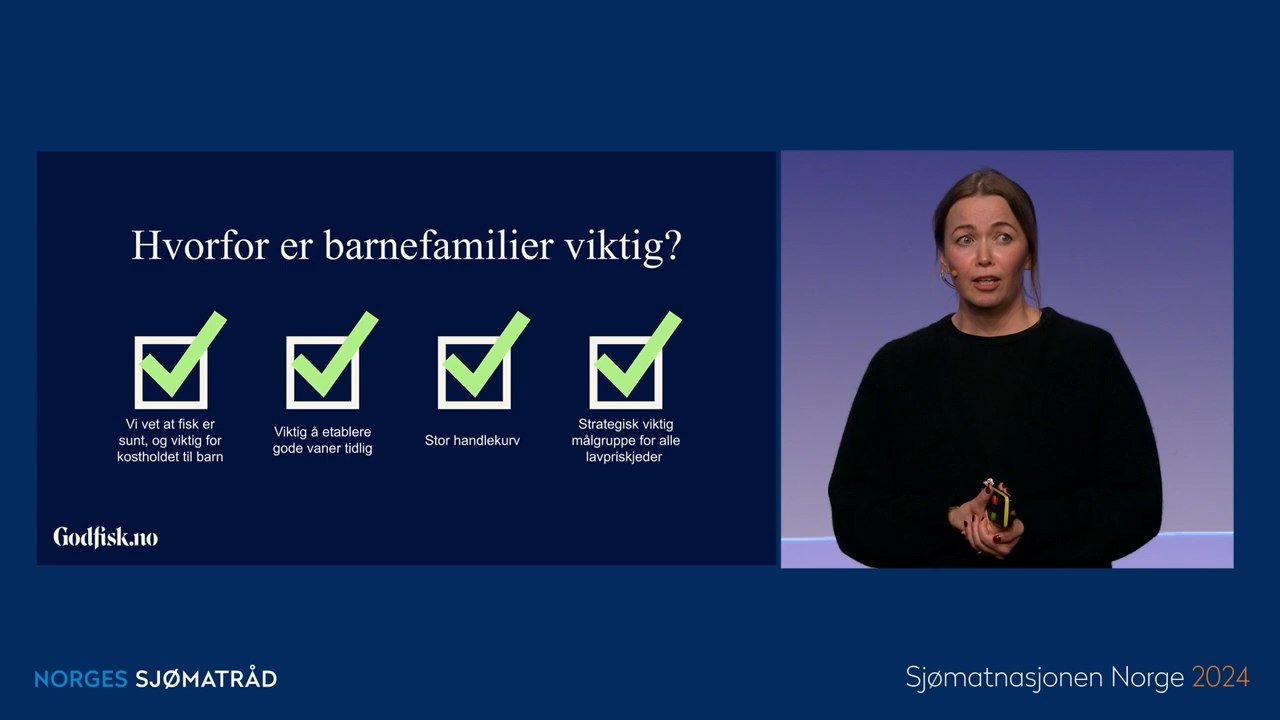 Hvorfor er barnefamilier viktig?
Vi vet at fisk er
sunt, og viktig for
kostholdet til barn
Viktig å etablere
gode vaner tidlig
Stor handlekurv
Strategisk viktig
målgruppe for alle
lavpriskjeder
Godfisk.no
NORGES SJØMATRÅD
Sjømatnasjonen Norge 2024